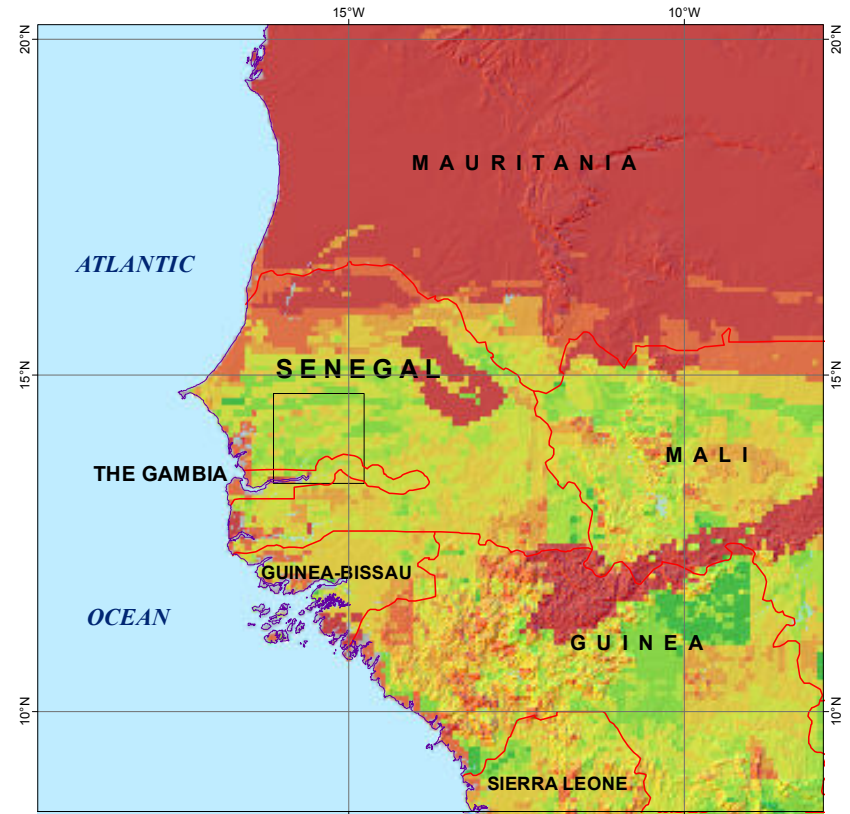 15°W 10°W
20°N 20°N
MAURITANIA
ATLANTIC
15°N SENEGAL 15°N
MALI
THE GAMBIA
GUINEA-BISSAU
OCEAN
GUINEA
10°N 10°N
SIERRA LEONE